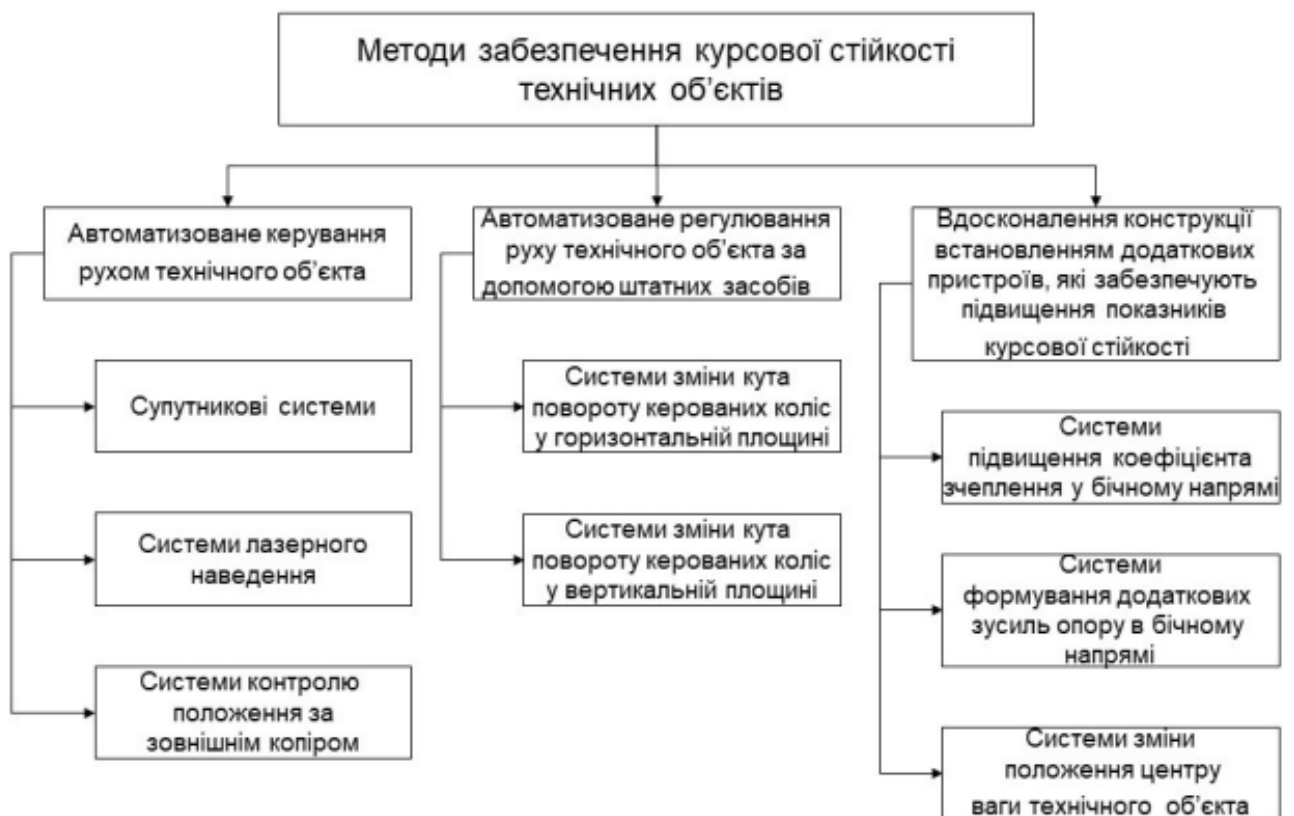 Методи забезпечення курсової стійкості
технічних об’єктів
Автоматизоване керування
рухом технічного об’єкта
Супутникові системи
Системи лазерного
наведення
Системи контролю
положення за
зовнішнім копіром
Автоматизоване регулювання
руху технічного об’єкта за
допомогою штатних засобів
Системи зміни кута
повороту керованих коліс
у горизонтальній площині
Системи зміни кута
повороту керованих коліс
у вертикальній площині
Вдосконалення конструкції
встановленням додаткових
пристроїв, які забезпечують
підвищення показників
курсової стійкості
Системи
підвищення коефіцієнта
зчеплення у бічному напрямі
Системи
формування додаткових
зусиль опору в бічному
напрямі
Системи зміни
положення центру
ваги технічного об’єкта